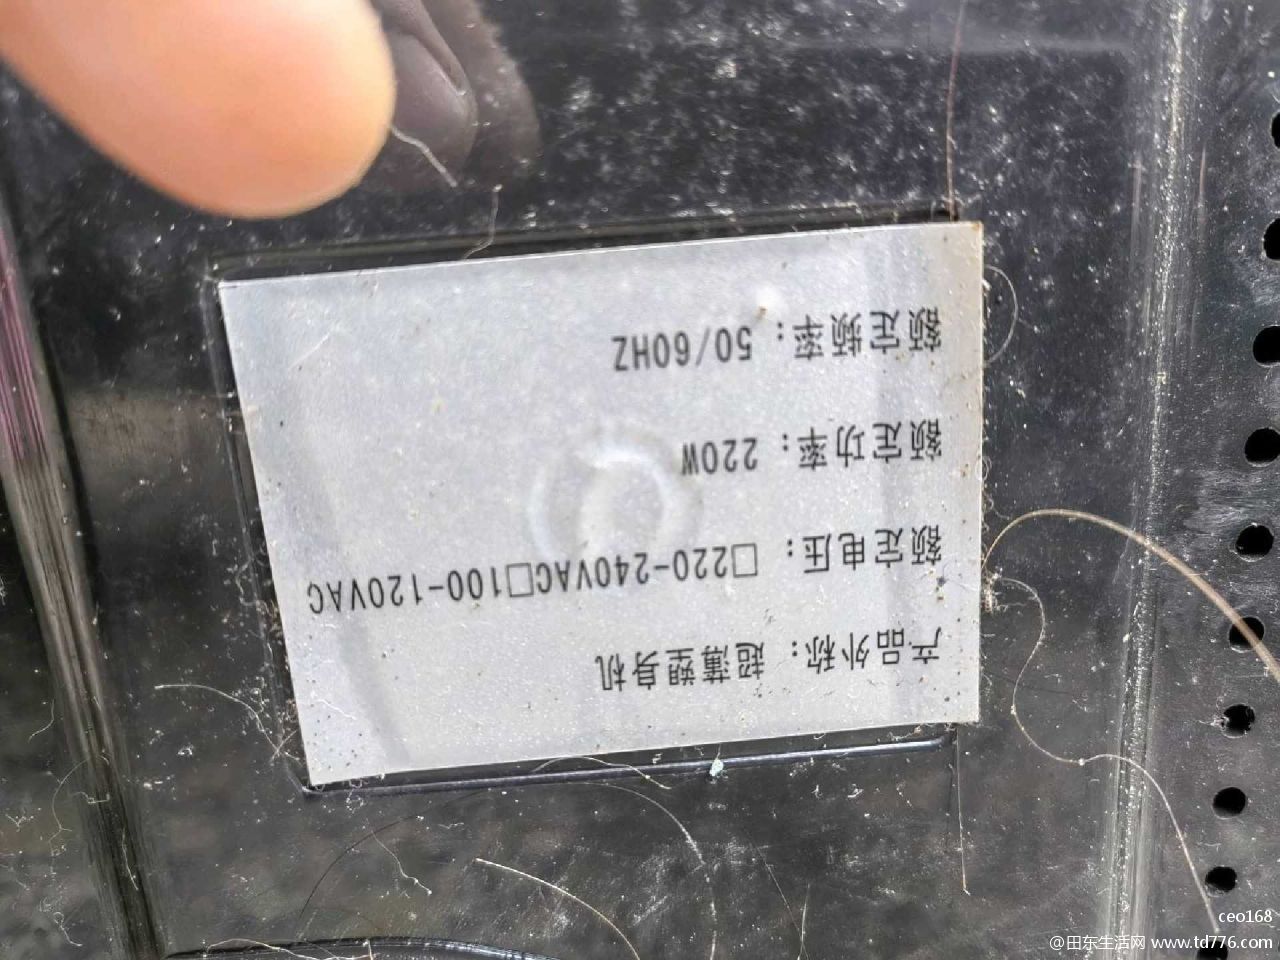 产品外称：超薄塑身机
额定电压：□220-240VAC□100-120VAC
额定功率：220W
额定频率：50/60HZ
ceo168
@田东生活网 www.td776.com